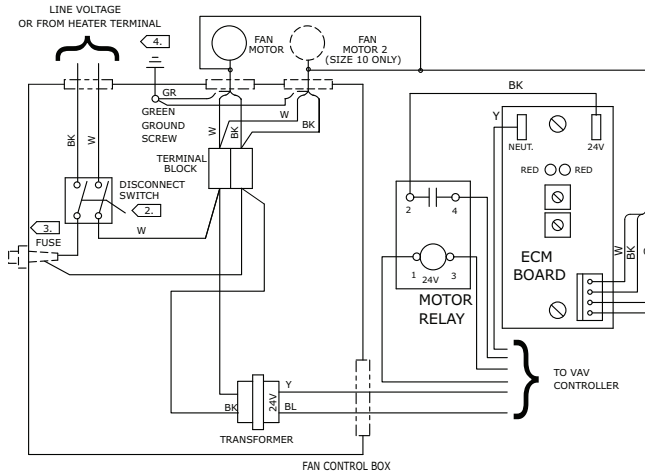 LINE VOLTAGE
OR FROM HEATER TERMINAL
4.
FAN
MOTOR
FAN
MOTOR 2
(SIZE 10 ONLY)
GR
GREEN
GROUND
SCREW
BK
W
W
BK
W
BK
TERMINAL
BLOCK
DISCONNECT
SWITCH
2.
3.
FUSE
W
BK
Y
BL
24V
TRANSFORMER
FAN CONTROL BOX
BK
Y
NEUT.
24V
RED
RED
2
4
1
3
24V
MOTOR
RELAY
ECM
BOARD
W
BK
TO VAV
CONTROLLER